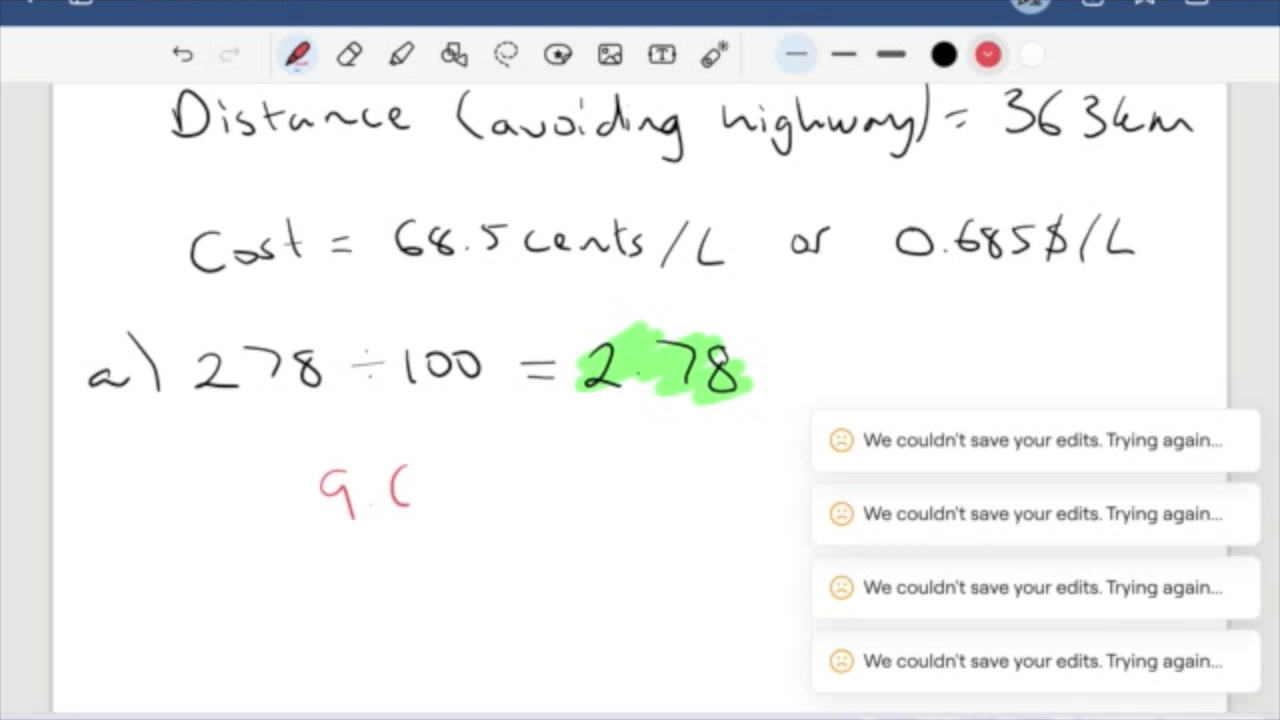 Distance (avoiding highway) = 363km
Cost = 68.5 cents/L or 0.685$/L
a) 278 ÷ 100 = 2.78
9.
We couldn't save your edits. Trying again...
We couldn't save your edits. Trying again...
We couldn't save your edits. Trying again...
We couldn't save your edits. Trying again...